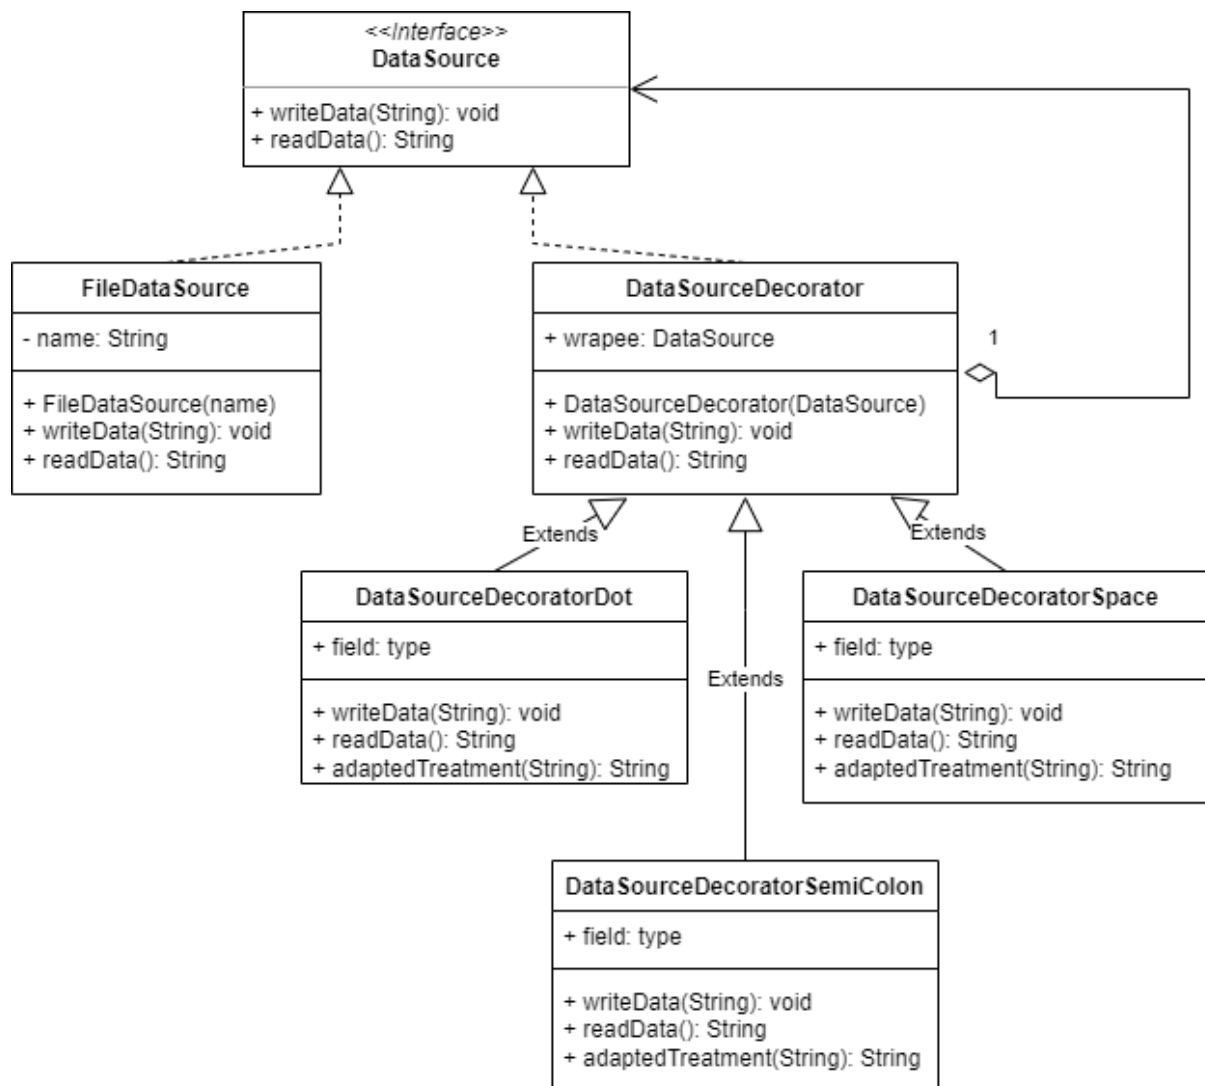 <<Interface>>
DataSource
+ writeData(String): void
+ readData(): String
FileDataSource
- name: String
+ FileDataSource(name)
+ writeData(String): void
+ readData(): String
DataSourceDecorator
+ wrapee: DataSource
1
+ DataSourceDecorator(DataSource)
+ writeData(String): void
+ readData(): String
Extends
Extends
Extends
DataSourceDecoratorDot
+ field: type
+ writeData(String): void
+ readData(): String
+ adaptedTreatment(String): String
DataSourceDecoratorSpace
+ field: type
+ writeData(String): void
+ readData(): String
+ adaptedTreatment(String): String
DataSourceDecoratorSemiColon
+ field: type
+ writeData(String): void
+ readData(): String
+ adaptedTreatment(String): String